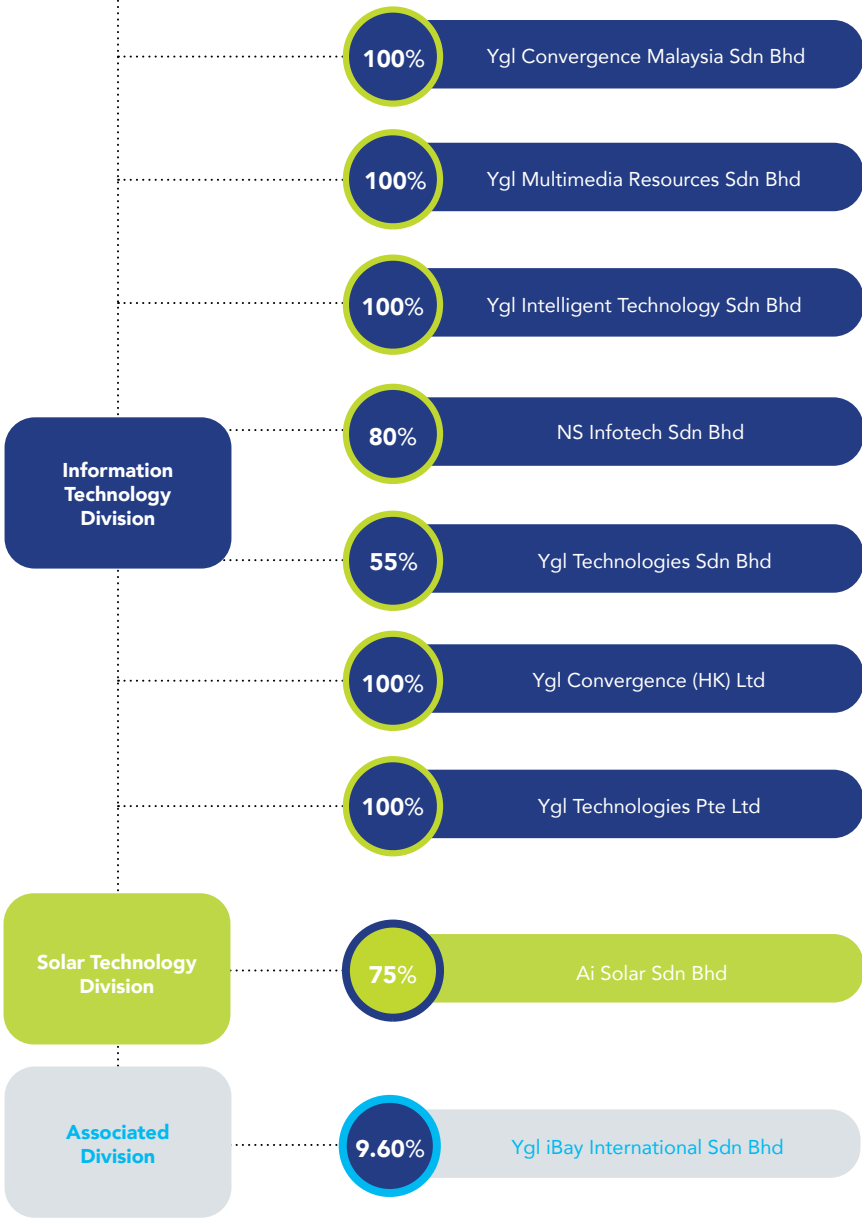 100% Ygl Convergence Malaysia Sdn Bhd
100% Ygl Multimedia Resources Sdn Bhd
100% Ygl Intelligent Technology Sdn Bhd
Information
Technology
Division
80% NS Infotech Sdn Bhd
55% Ygl Technologies Sdn Bhd
100% Ygl Convergence (HK) Ltd
100% Ygl Technologies Pte Ltd
Solar Technology
Division
75% Ai Solar Sdn Bhd
Associated
Division
9.60% Ygl iBay International Sdn Bhd